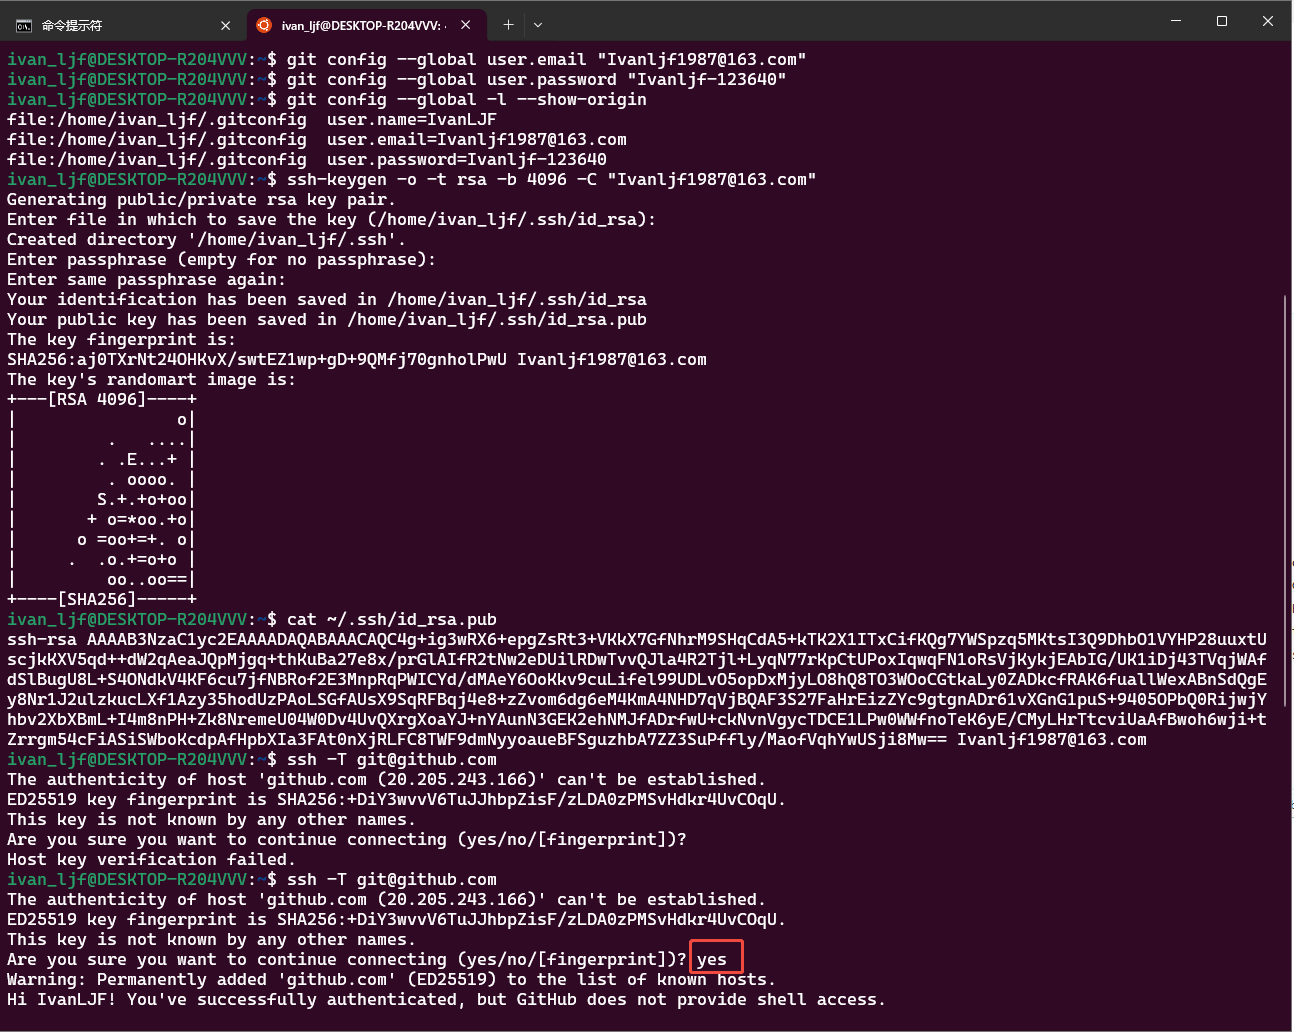 命令提示符
ivan_ljf@DESKTOP-R204VVV: ·
ivan_ljf@DESKTOP-R204VVV:~$ git config --global user.email "Ivanljf1987@163.com"
ivan_ljf@DESKTOP-R204VVV:~$ git config --global user.password "Ivanljf-123640"
ivan_ljf@DESKTOP-R204VVV:~$ git config --global -l --show-origin
file:/home/ivan_ljf/.gitconfig  user.name=IvanLJF
file:/home/ivan_ljf/.gitconfig  user.email=Ivanljf1987@163.com
file:/home/ivan_ljf/.gitconfig  user.password=Ivanljf-123640
ivan_ljf@DESKTOP-R204VVV:~$ ssh-keygen -o -t rsa -b 4096 -C "Ivanljf1987@163.com"
Generating public/private rsa key pair.
Enter file in which to save the key (/home/ivan_ljf/.ssh/id_rsa):
Created directory '/home/ivan_ljf/.ssh'.
Enter passphrase (empty for no passphrase):
Enter same passphrase again:
Your identification has been saved in /home/ivan_ljf/.ssh/id_rsa
Your public key has been saved in /home/ivan_ljf/.ssh/id_rsa.pub
The key fingerprint is:
SHA256:aj0TXrNt24OHKvX/swtEZ1wp+gD+9QMfj70gnholPwU Ivanljf1987@163.com
The key's randomart image is:
+---[RSA 4096]----+
|                o|
|         .   ....|
|        . .E...+ |
|         . oooo. |
|        S.+.+o+oo|
|       + o=*oo.+o|
|      o =oo+=+. o|
|     .  .o.+=o+o |
|         oo..oo==|
+----[SHA256]-----+
ivan_ljf@DESKTOP-R204VVV:~$ cat ~/.ssh/id_rsa.pub
ssh-rsa AAAAB3NzaC1yc2EAAAADAQABAAACAQC4g+ig3wRX6+epgZsRt3+VKkX7GfNhrM9SHqCdA5+kTK2X1ITxCifKQg7YWSpzq5MKtsI3Q9DhbO1VYHP28uuxtU
scjkKXV5qd++dW2qAeaJQpMjgq+thKuBa27e8x/prGlAIfR2tNw2eDUilRDwTvvQJla4R2Tjl+LyqN77rKpCtUPoxIqwqFN1oRsVjKykjEAbIG/UK1iDj43TVqjWAf
dSlBugU8L+S4ONdkV4KF6cu7jfNBRof2E3MnpRqPWICYd/dMAeY6OoKkv9cuLifel99UDLvO5opDxMjyLO8hQ8TO3WOoCGtkaLy0ZADkcfRAK6fuallWexABnSdQgE
y8Nr1J2ulzkucLXf1Azy35hodUzPAoLSGfAUsX9SqRFBqj4e8+zZvom6dg6eM4KmA4NHD7qVjBQAF3S27FaHrEizZYc9gtgnADr61vXGnG1puS+9405OPbQ0RijwjY
hbv2XbXBmL+I4m8nPH+Zk8NremeU04W0Dv4UvQXrgXoaYJ+nYAunN3GEK2ehNMJfADrfwU+ckNvnVgycTDCE1LPw0WWfnoTeK6yE/CMyLHrTtcviUaAfBwoh6wji+t
Zrrgm54cFiASiSWboKcdpAfHpbXIa3FAt0nXjRLFC8TWF9dmNyyoaueBFSguzhbA7ZZ3SuPffly/MaofVqhYwUSji8Mw== Ivanljf1987@163.com
ivan_ljf@DESKTOP-R204VVV:~$ ssh -T git@github.com
The authenticity of host 'github.com (20.205.243.166)' can't be established.
ED25519 key fingerprint is SHA256:+DiY3wvvV6TuJJhbpZisF/zLDA0zPMSvHdkr4UvCOqU.
This key is not known by any other names.
Are you sure you want to continue connecting (yes/no/[fingerprint])?
Host key verification failed.
ivan_ljf@DESKTOP-R204VVV:~$ ssh -T git@github.com
The authenticity of host 'github.com (20.205.243.166)' can't be established.
ED25519 key fingerprint is SHA256:+DiY3wvvV6TuJJhbpZisF/zLDA0zPMSvHdkr4UvCOqU.
This key is not known by any other names.
Are you sure you want to continue connecting (yes/no/[fingerprint])? yes
Warning: Permanently added 'github.com' (ED25519) to the list of known hosts.
Hi IvanLJF! You've successfully authenticated, but GitHub does not provide shell access.